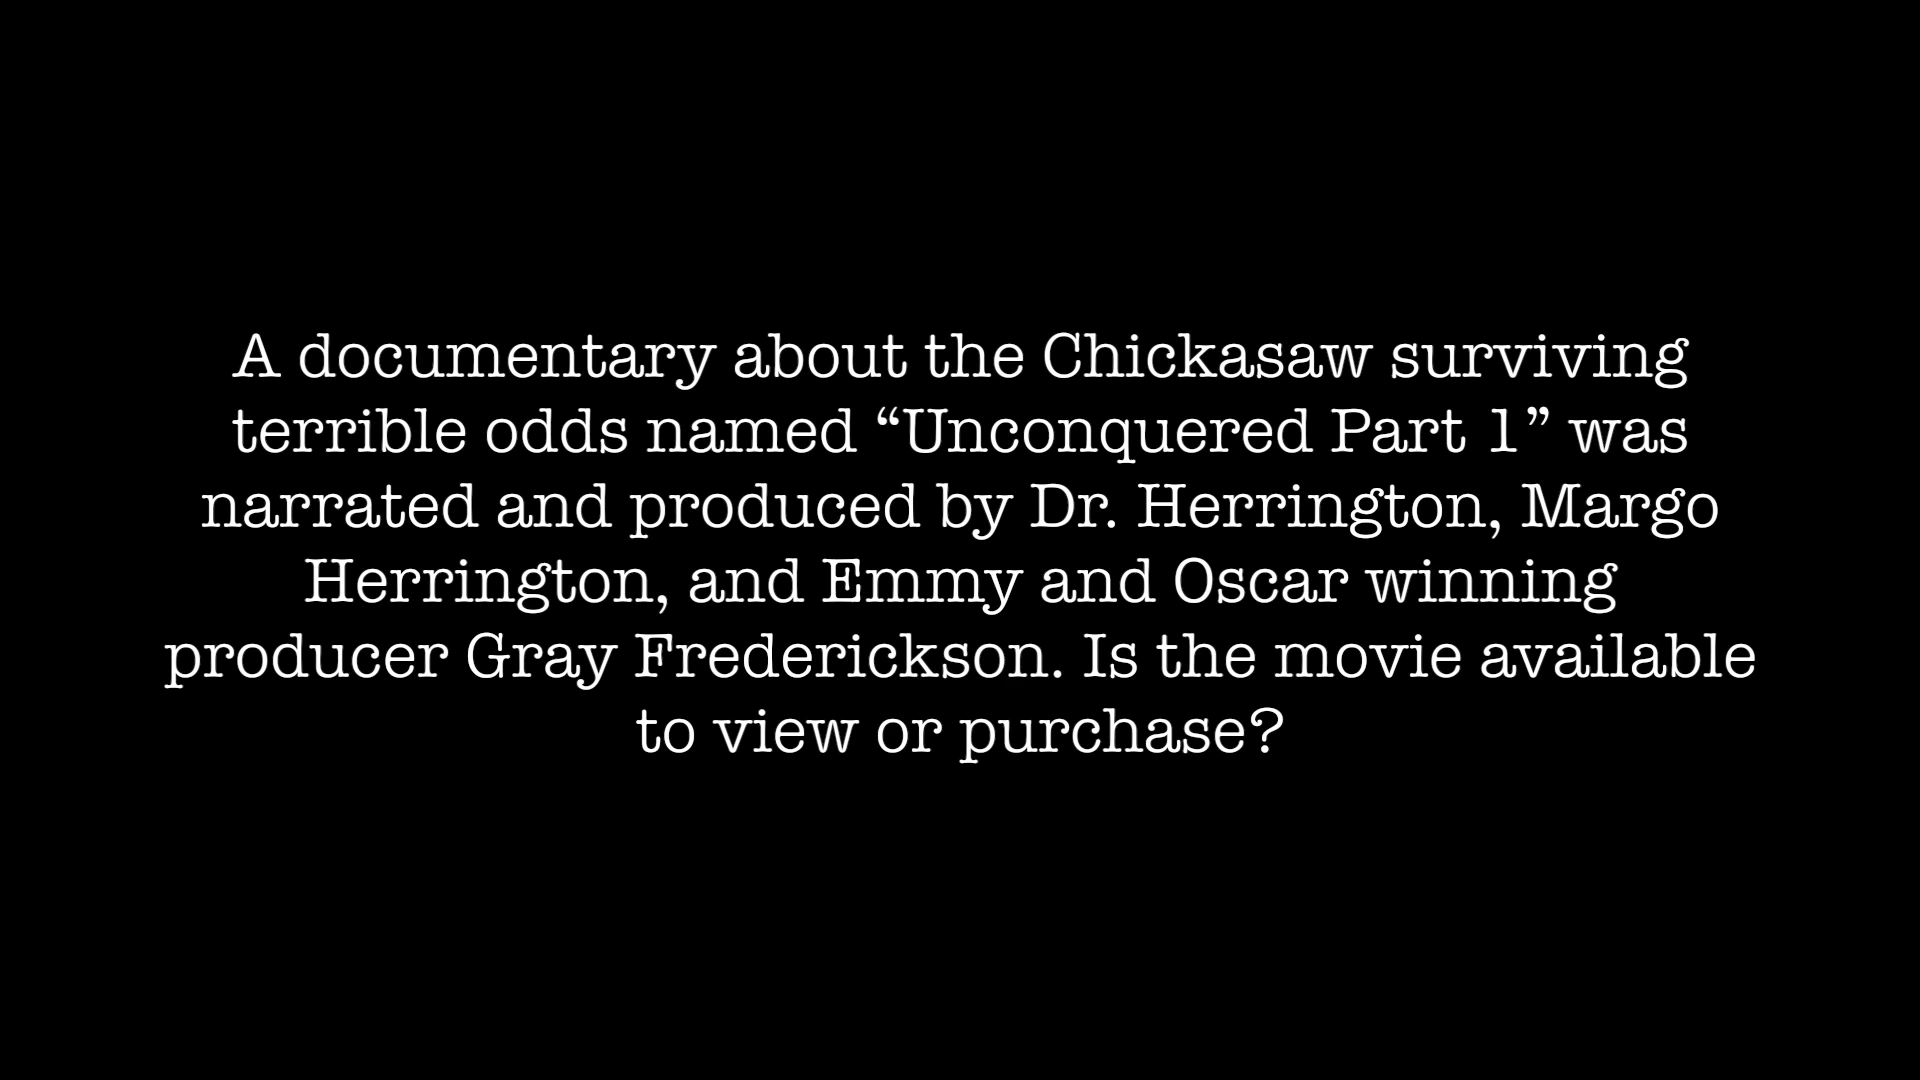 A documentary about the Chickasaw surviving
terrible odds named “Unconquered Part 1” was
narrated and produced by Dr. Herrington, Margo
Herrington, and Emmy and Oscar winning
producer Gray Frederickson. Is the movie available
to view or purchase?